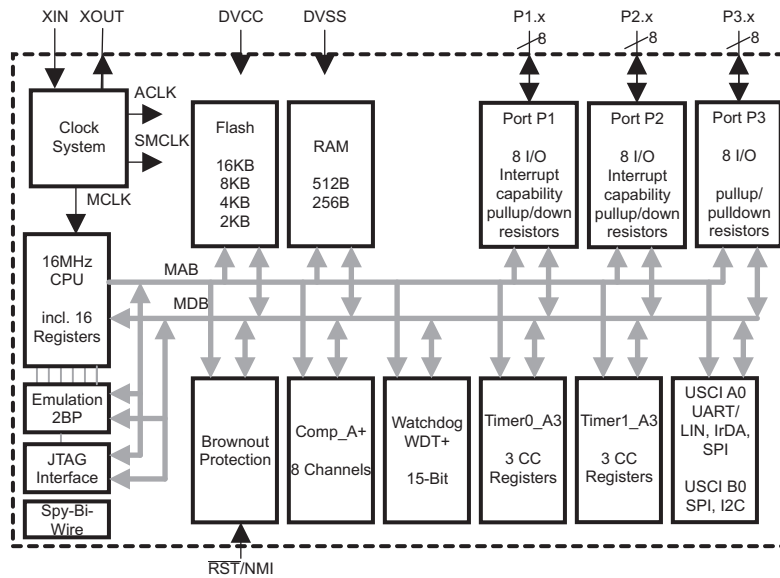 XIN XOUT DVCC DVSS P1.x P2.x P3.x
8 8 8
ACLK
SMCLK
MCLK
Clock
System
Flash
16KB
8KB
4KB
2KB
RAM
512B
256B
Port P1
8 I/O
Interrupt
capability
pullup/down
resistors
Port P2
8 I/O
Interrupt
capability
pullup/down
resistors
Port P3
8 I/O
pullup/
pulldown
resistors
16MHz
CPU
incl. 16
Registers
MAB
MDB
Emulation
2BP
JTAG
Interface
Spy-Bi-
Wire
Brownout
Protection
Comp_A+
8 Channels
Watchdog
WDT+
15-Bit
Timer0_A3
3 CC
Registers
Timer1_A3
3 CC
Registers
USCI A0
UART/
LIN, IrDA,
SPI
USCI B0
SPI, I2C
RST/NMI